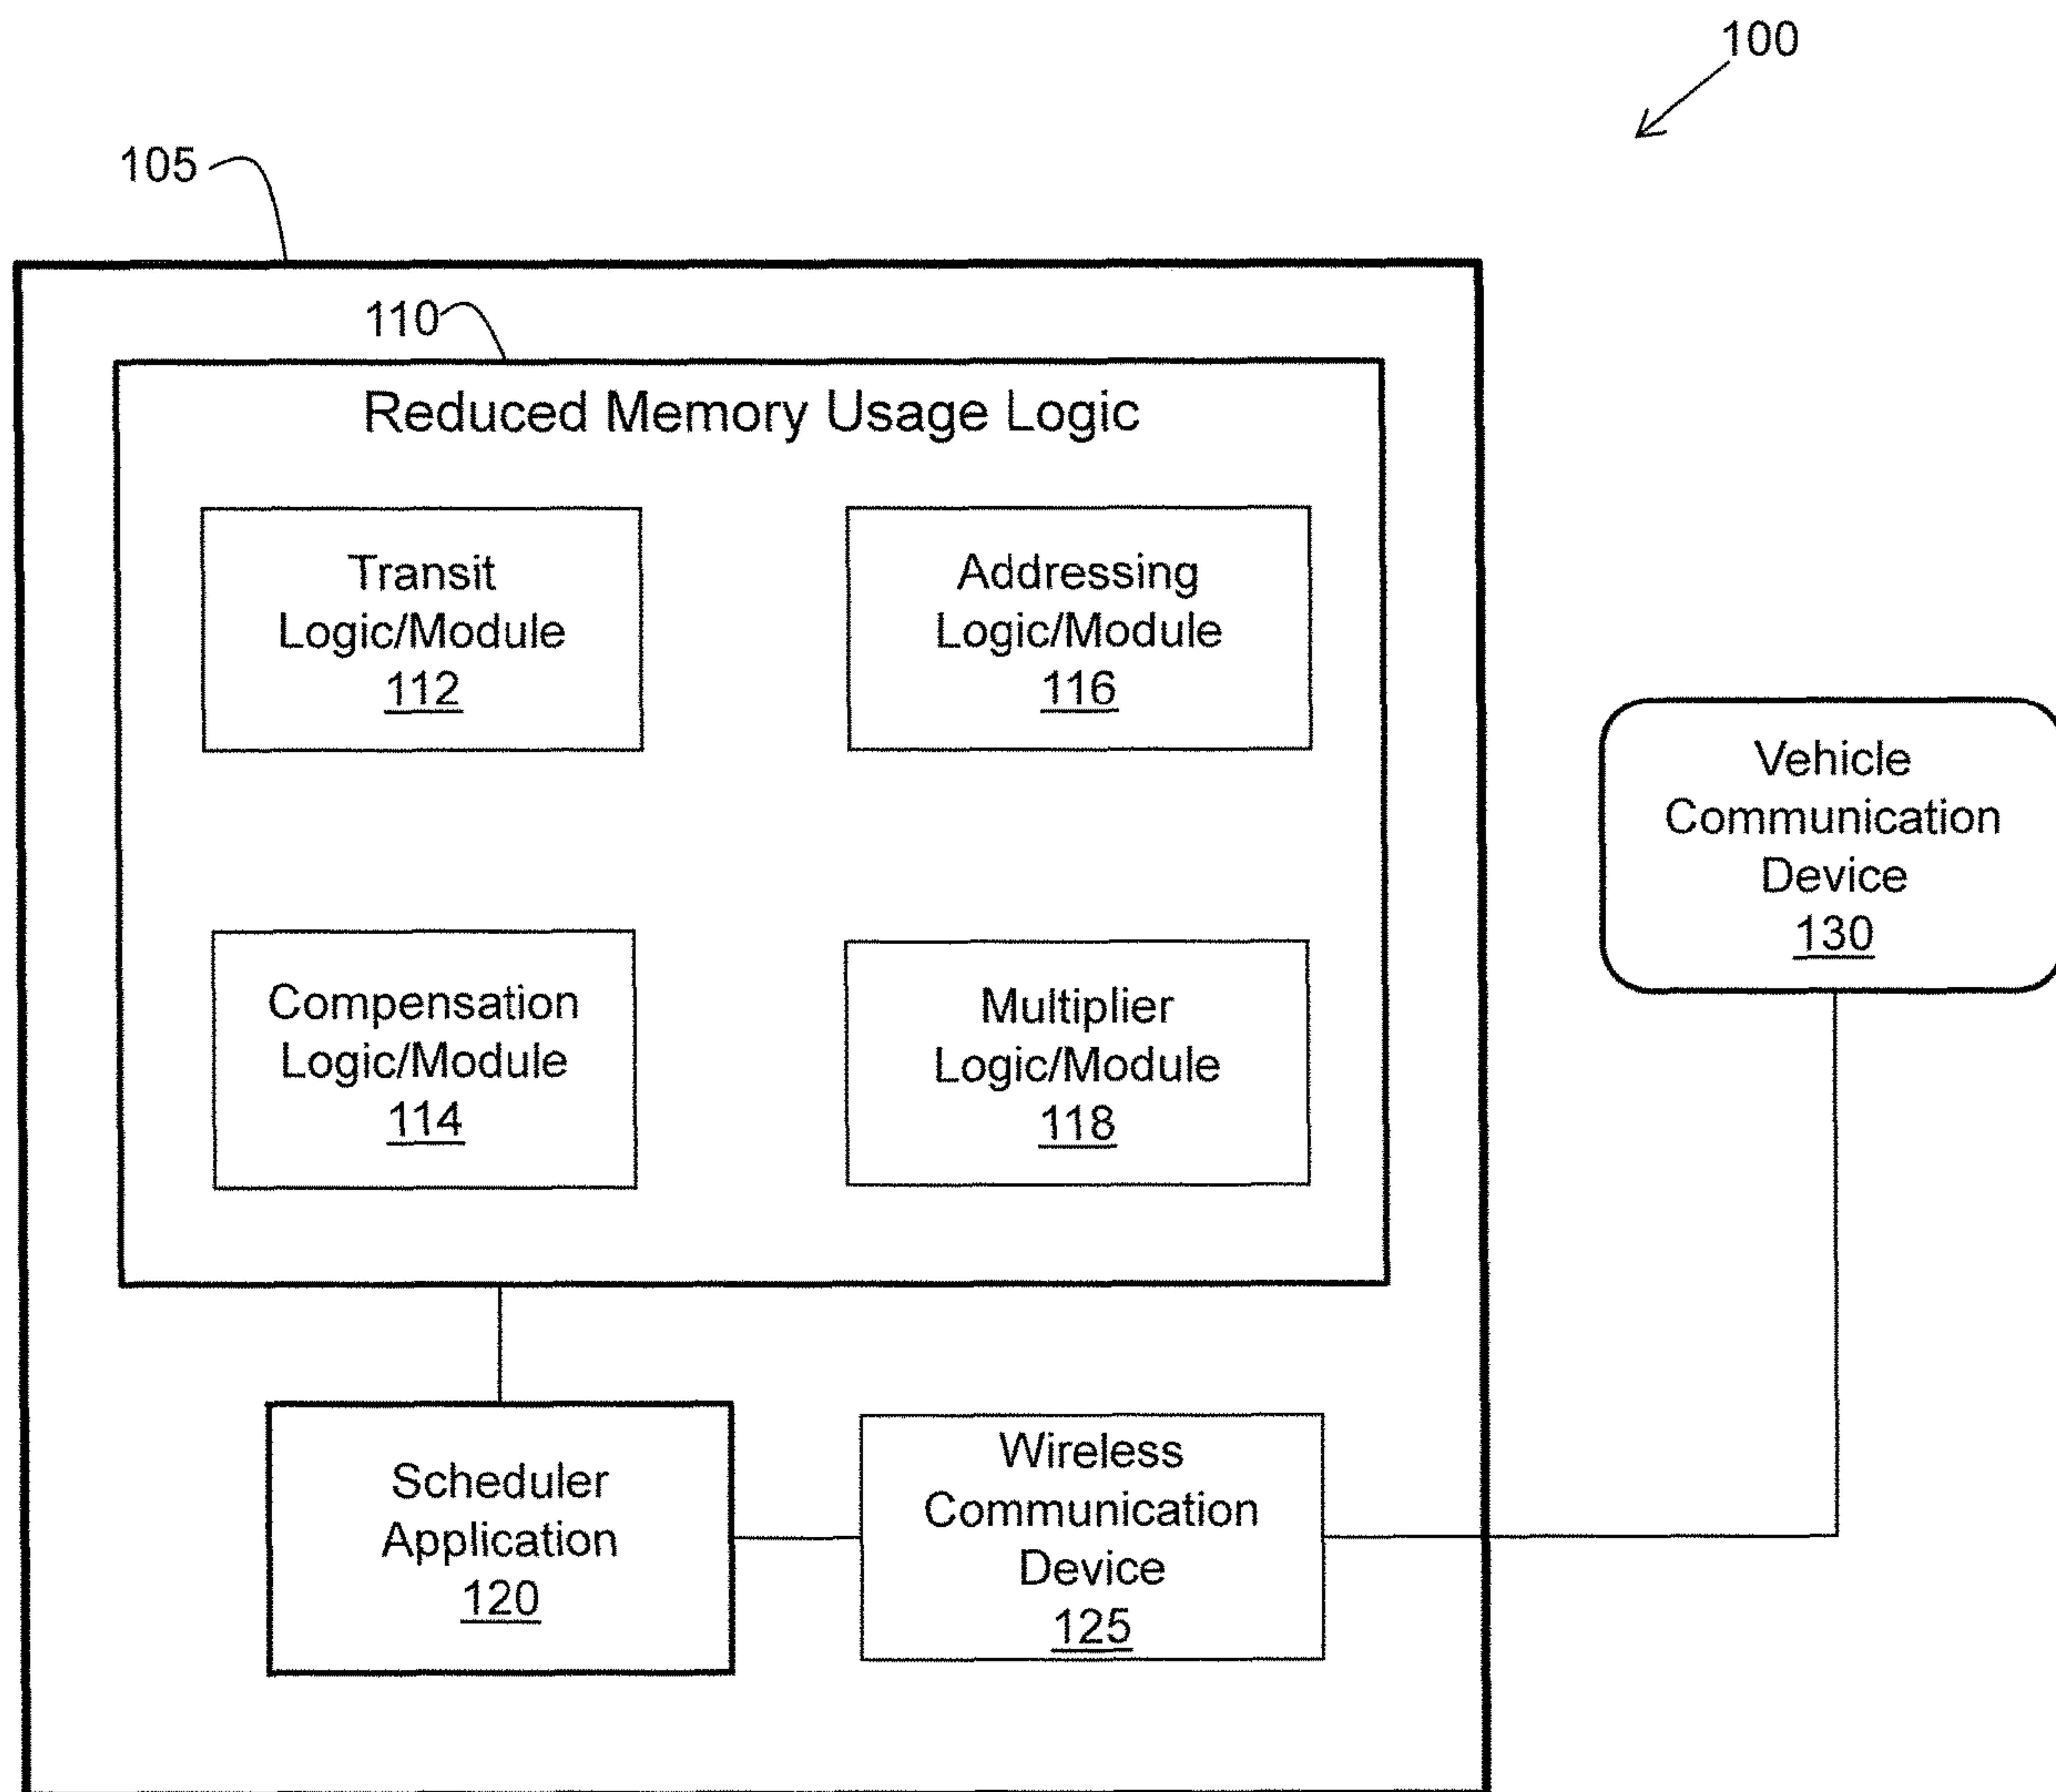 100
105
110
Reduced Memory Usage Logic
Transit
Logic/Module
112
Addressing
Logic/Module
116
Vehicle
Communication
Device
130
Compensation
Logic/Module
114
Multiplier
Logic/Module
118
Scheduler
Application
120
Wireless
Communication
Device
125